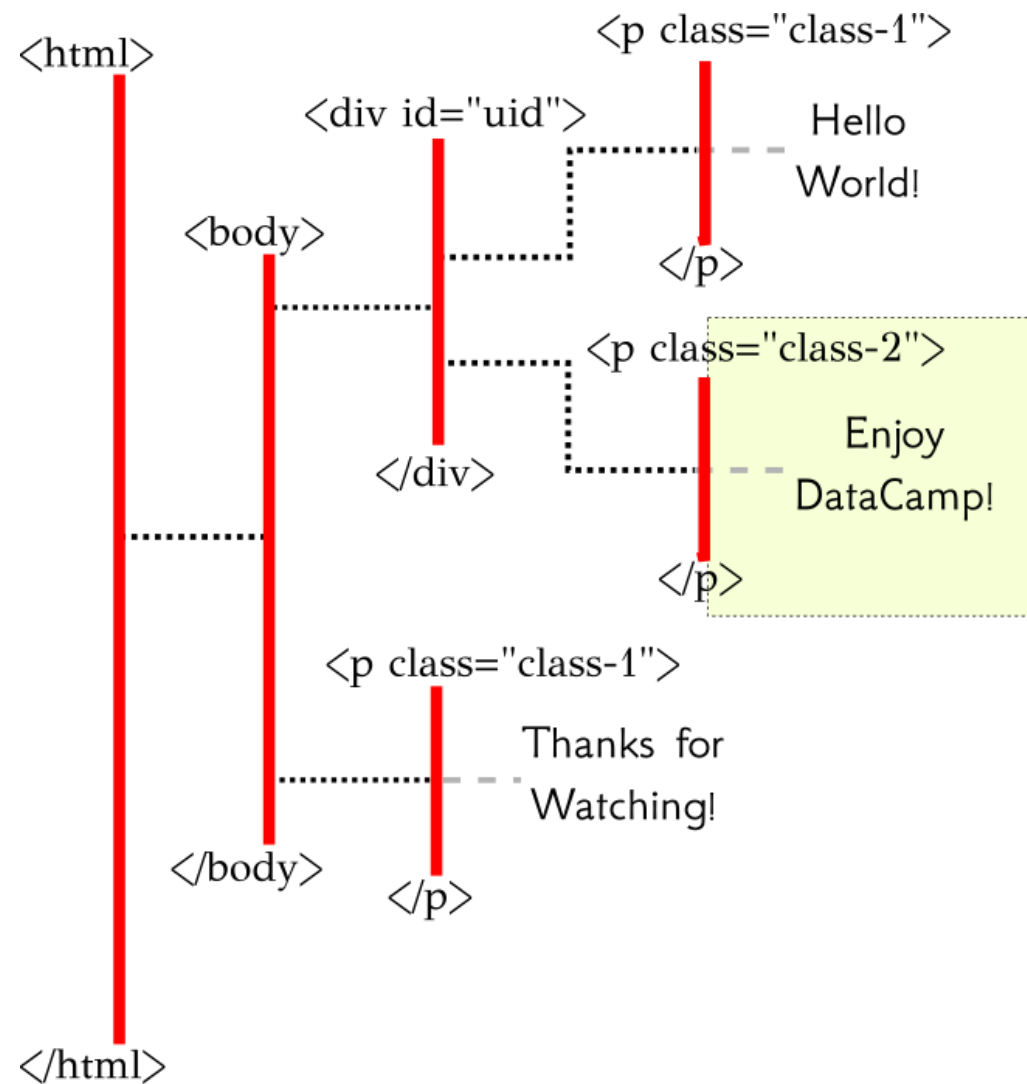 <html>
<body>
<div id="uid">
<p class="class-1">
Hello
World!
</p>
<p class="class-2">
Enjoy
DataCamp!
</p>
</div>
<p class="class-1">
Thanks for
Watching!
</p>
</body>
</html>